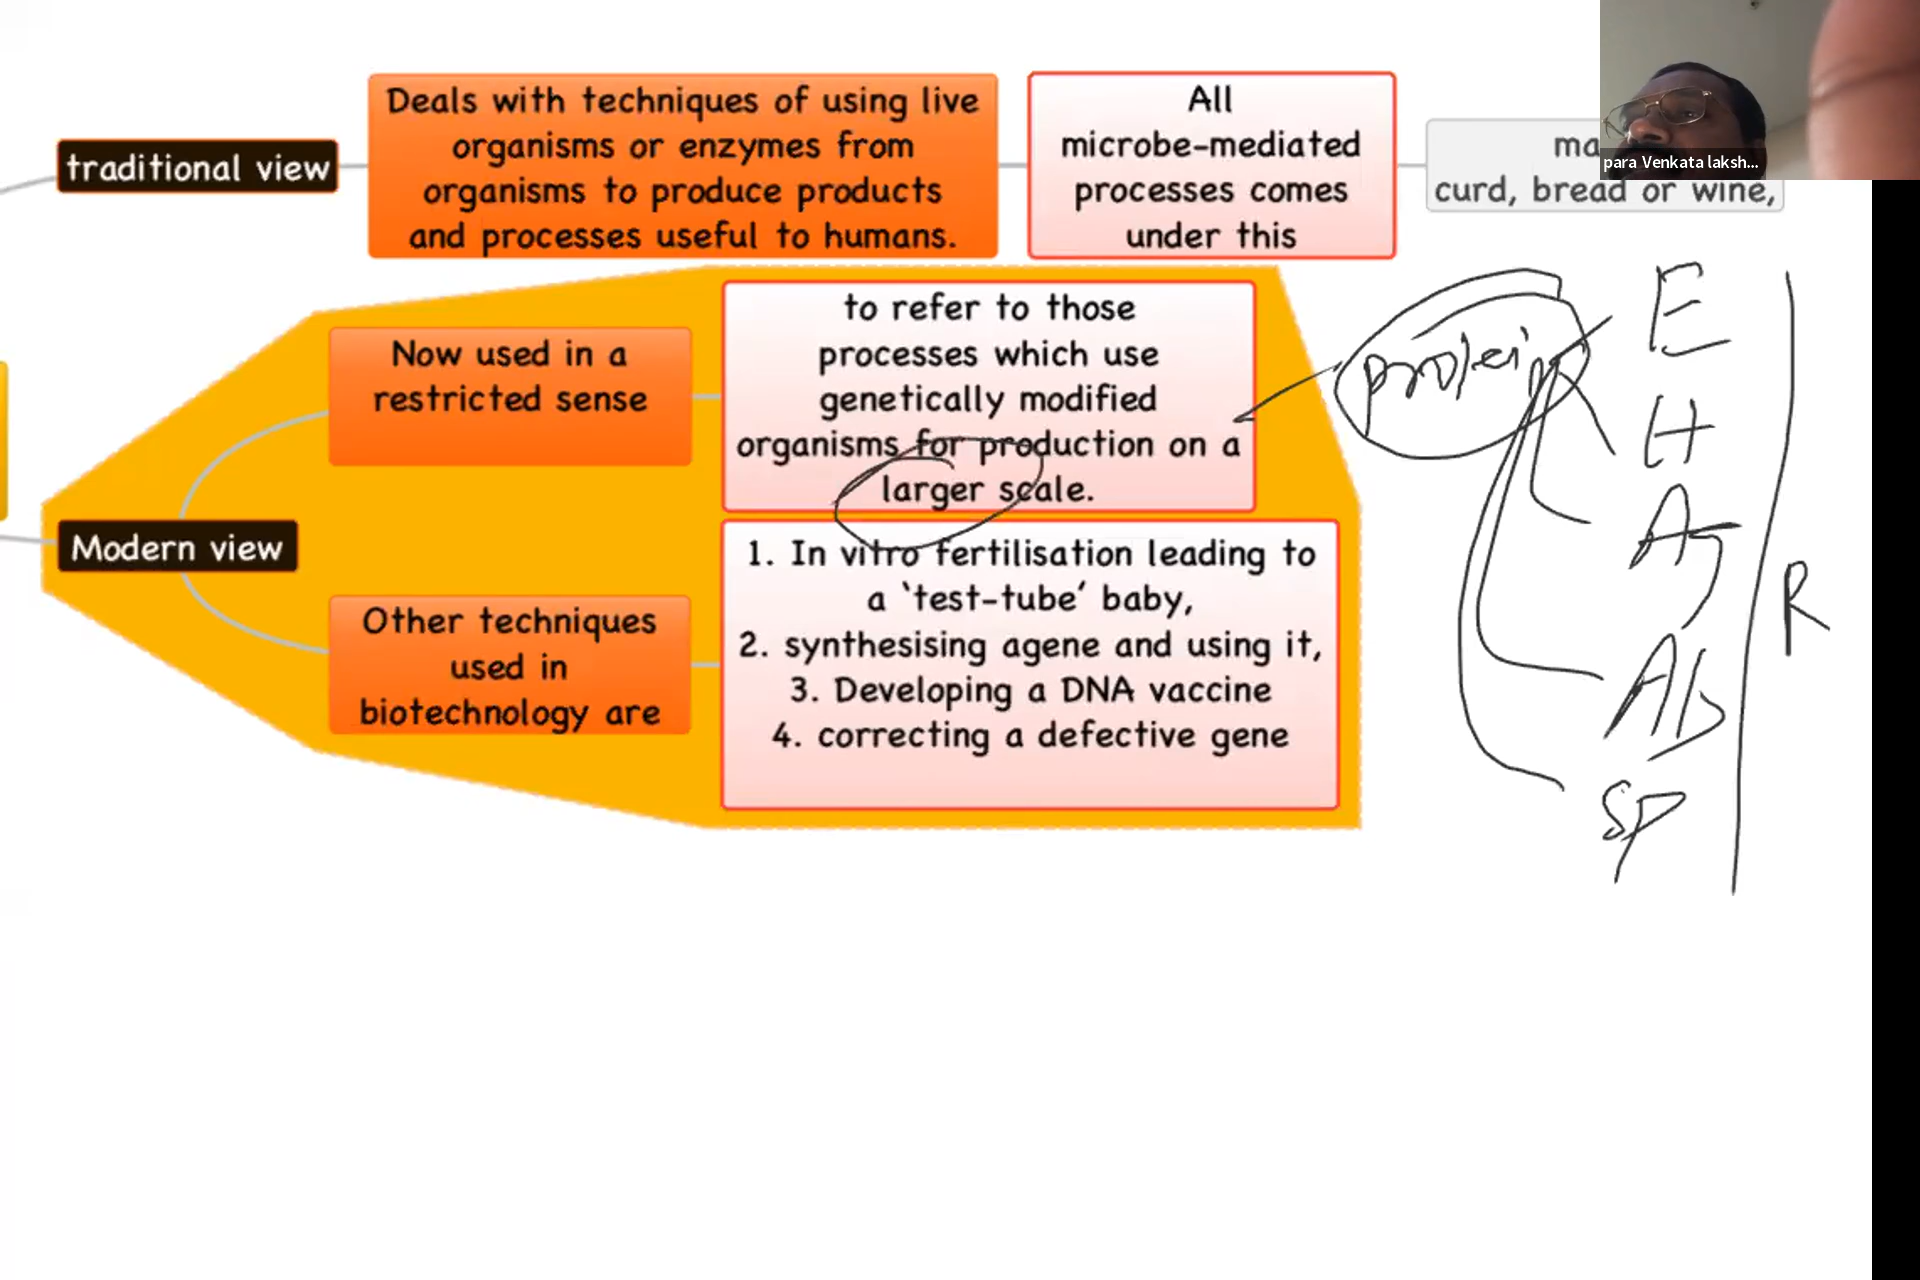 traditional view
Deals with techniques of using live
organisms or enzymes from
organisms to produce products
and processes useful to humans.
All
microbe-mediated
processes comes
under this
ma
curd, bread or wine,
para Venkata laksh...
Modern view
Now used in a
restricted sense
to refer to those
processes which use
genetically modified
organisms for production on a
larger scale.
Other techniques
used in
biotechnology are
1. In vitro fertilisation leading to
a ‘test-tube’ baby,
2. synthesising agene and using it,
3. Developing a DNA vaccine
4. correcting a defective gene
protein
E
H
Ag
Ab
SP
R